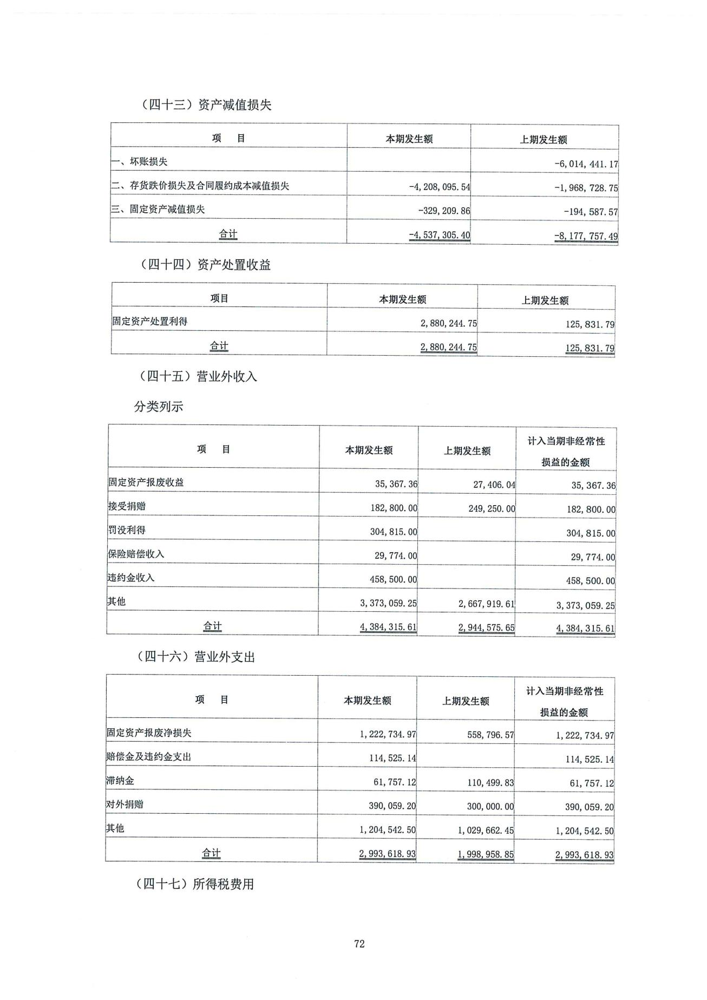 （四十三）资产减值损失
项　目 本期发生额 上期发生额
一、坏账损失 -6,014,441.17
二、存货跌价损失及合同履约成本减值损失 -4,208,095.54 -1,968,728.75
三、固定资产减值损失 -329,209.86 -194,587.57
合计 -4,537,305.40 -8,177,757.49
（四十四）资产处置收益
项目 本期发生额 上期发生额
固定资产处置利得 2,880,244.75 125,831.79
合计 2,880,244.75 125,831.79
（四十五）营业外收入
分类列示
项　目 本期发生额 上期发生额 计入当期非经常性
损益的金额
固定资产报废收益 35,367.36 27,406.04 35,367.36
接受捐赠 182,800.00 249,250.00 182,800.00
罚没利得 304,815.00 304,815.00
保险赔偿收入 29,774.00 29,774.00
违约金收入 458,500.00 458,500.00
其他 3,373,059.25 2,667,919.61 3,373,059.25
合计 4,384,315.61 2,944,575.65 4,384,315.61
（四十六）营业外支出
项　目 本期发生额 上期发生额 计入当期非经常性
损益的金额
固定资产报废净损失 1,222,734.97 558,796.57 1,222,734.97
赔偿金及违约金支出 114,525.14 114,525.14
滞纳金 61,757.12 110,499.83 61,757.12
对外捐赠 390,059.20 300,000.00 390,059.20
其他 1,204,542.50 1,029,662.45 1,204,542.50
合计 2,993,618.93 1,998,958.85 2,993,618.93
（四十七）所得税费用
72